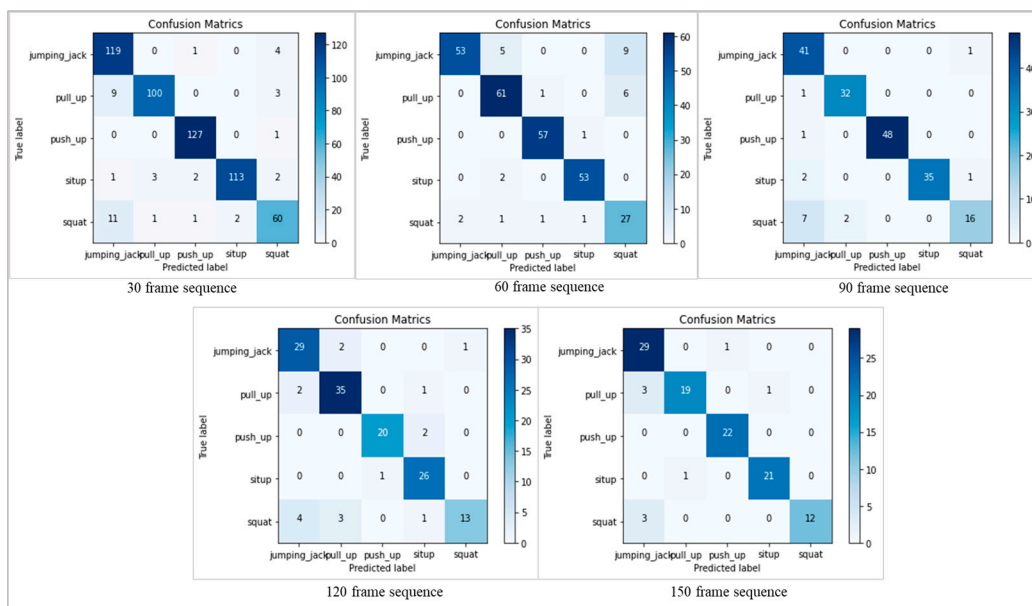 Confusion Matrics
jumping_jack 119 0 1 0 4
pull_up 9 100 0 0 3
push_up 0 0 127 0 1
situp 1 3 2 113 2
squat 11 1 1 2 60
jumping_jack pull_up push_up situp squat
Predicted label
True label
120
100
80
60
40
20
0
30 frame sequence
Confusion Matrics
jumping_jack 53 5 0 0 9
pull_up 0 61 1 0 6
push_up 0 0 57 1 0
situp 0 2 0 53 0
squat 2 1 1 1 27
jumping_jack pull_up push_up situp squat
Predicted label
True label
60
50
40
30
20
10
0
60 frame sequence
Confusion Matrics
jumping_jack 41 0 0 0 1
pull_up 1 32 0 0 0
push_up 1 0 48 0 0
situp 2 0 0 35 1
squat 7 2 0 0 16
jumping_jack pull_up push_up situp squat
Predicted label
True label
40
30
20
10
0
90 frame sequence
Confusion Matrics
jumping_jack 29 2 0 0 1
pull_up 2 35 0 1 0
push_up 0 0 20 2 0
situp 0 0 1 26 0
squat 4 3 0 1 13
jumping_jack pull_up push_up situp squat
Predicted label
True label
35
30
25
20
15
10
5
0
120 frame sequence
Confusion Matrics
jumping_jack 29 0 1 0 0
pull_up 3 19 0 1 0
push_up 0 0 22 0 0
situp 0 1 0 21 0
squat 3 0 0 0 12
jumping_jack pull_up push_up situp squat
Predicted label
True label
25
20
15
10
5
0
150 frame sequence